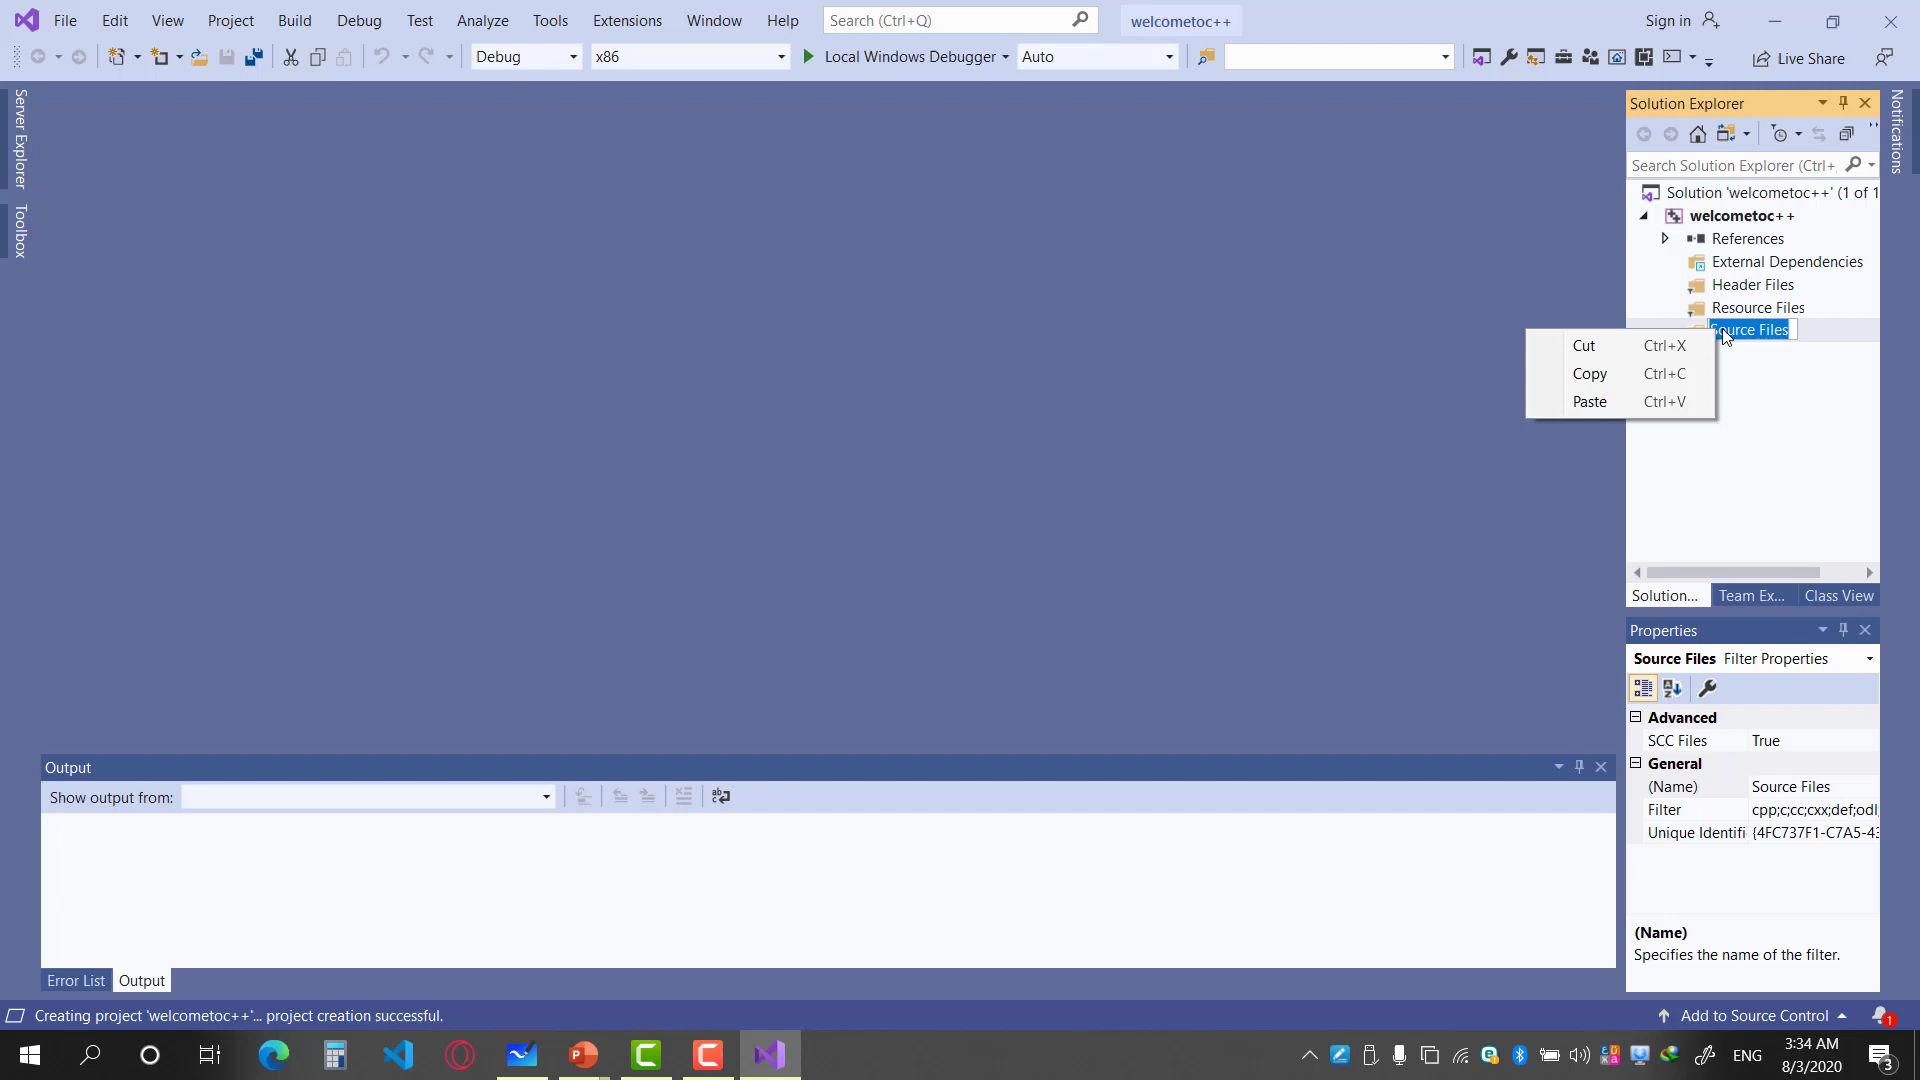 File Edit View Project Build Debug Test Analyze Tools Extensions Window Help Search (Ctrl+Q) welcometoc++ Sign in
Debug x86 Local Windows Debugger Auto Live Share
Server Explorer
Toolbox
Solution Explorer
Search Solution Explorer (Ctrl+
Solution 'welcometoc++' (1 of 1
welcometoc++
References
External Dependencies
Header Files
Resource Files
Source Files
Cut Ctrl+X
Copy Ctrl+C
Paste Ctrl+V
Solution... Team Ex... Class View
Notifications
Properties
Source Files Filter Properties
Advanced
SCC Files True
General
(Name) Source Files
Filter cpp;c;cc;cxx;def;odl;
Unique Identifi {4FC737F1-C7A5-43
(Name)
Specifies the name of the filter.
Output
Show output from:
Error List Output
Creating project 'welcometoc++'... project creation successful.
Add to Source Control 1
ENG
3:34 AM
8/3/2020
3